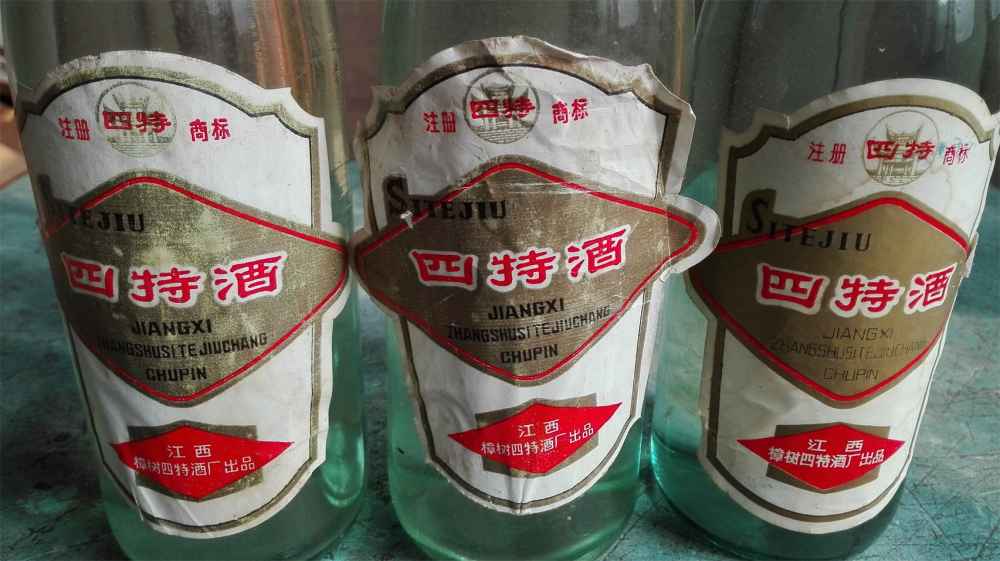 注册 四特 商标
SITEJIU
四特酒
JIANGXI
ZHANGSHUSITEJIUCHANG
CHUPIN
江西
樟树四特酒厂出品
注册 四特 商标
SITEJIU
四特酒
JIANGXI
ZHANGSHUSITEJIUCHANG
CHUPIN
江西
樟树四特酒厂出品
注册 四特 商标
SITEJIU
四特酒
JIANGXI
ZHANGSHUSITEJIUCHANG
CHUPIN
江西
樟树四特酒厂出品